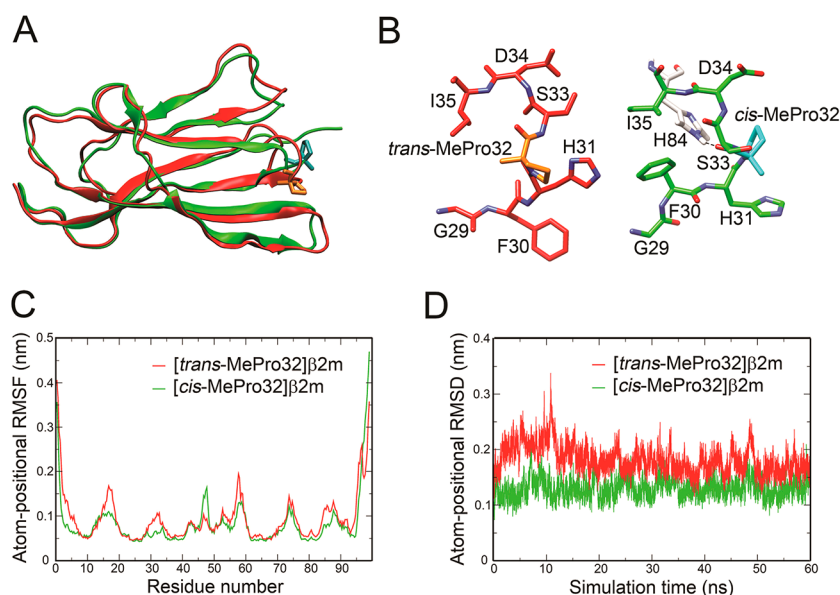 A
B
D34
I35
S33
trans-MePro32
H31
G29
F30
D34
cis-MePro32
I35
H84
S33
F30
H31
G29
C
Atom-positional RMSF (nm)
0.5
0.4
0.3
0.2
0.1
0
[trans-MePro32]β2m
[cis-MePro32]β2m
0 10 20 30 40 50 60 70 80 90
Residue number
D
Atom-positional RMSD (nm)
0.4
0.3
0.2
0.1
0
[trans-MePro32]β2m
[cis-MePro32]β2m
0 10 20 30 40 50 60
Simulation time (ns)